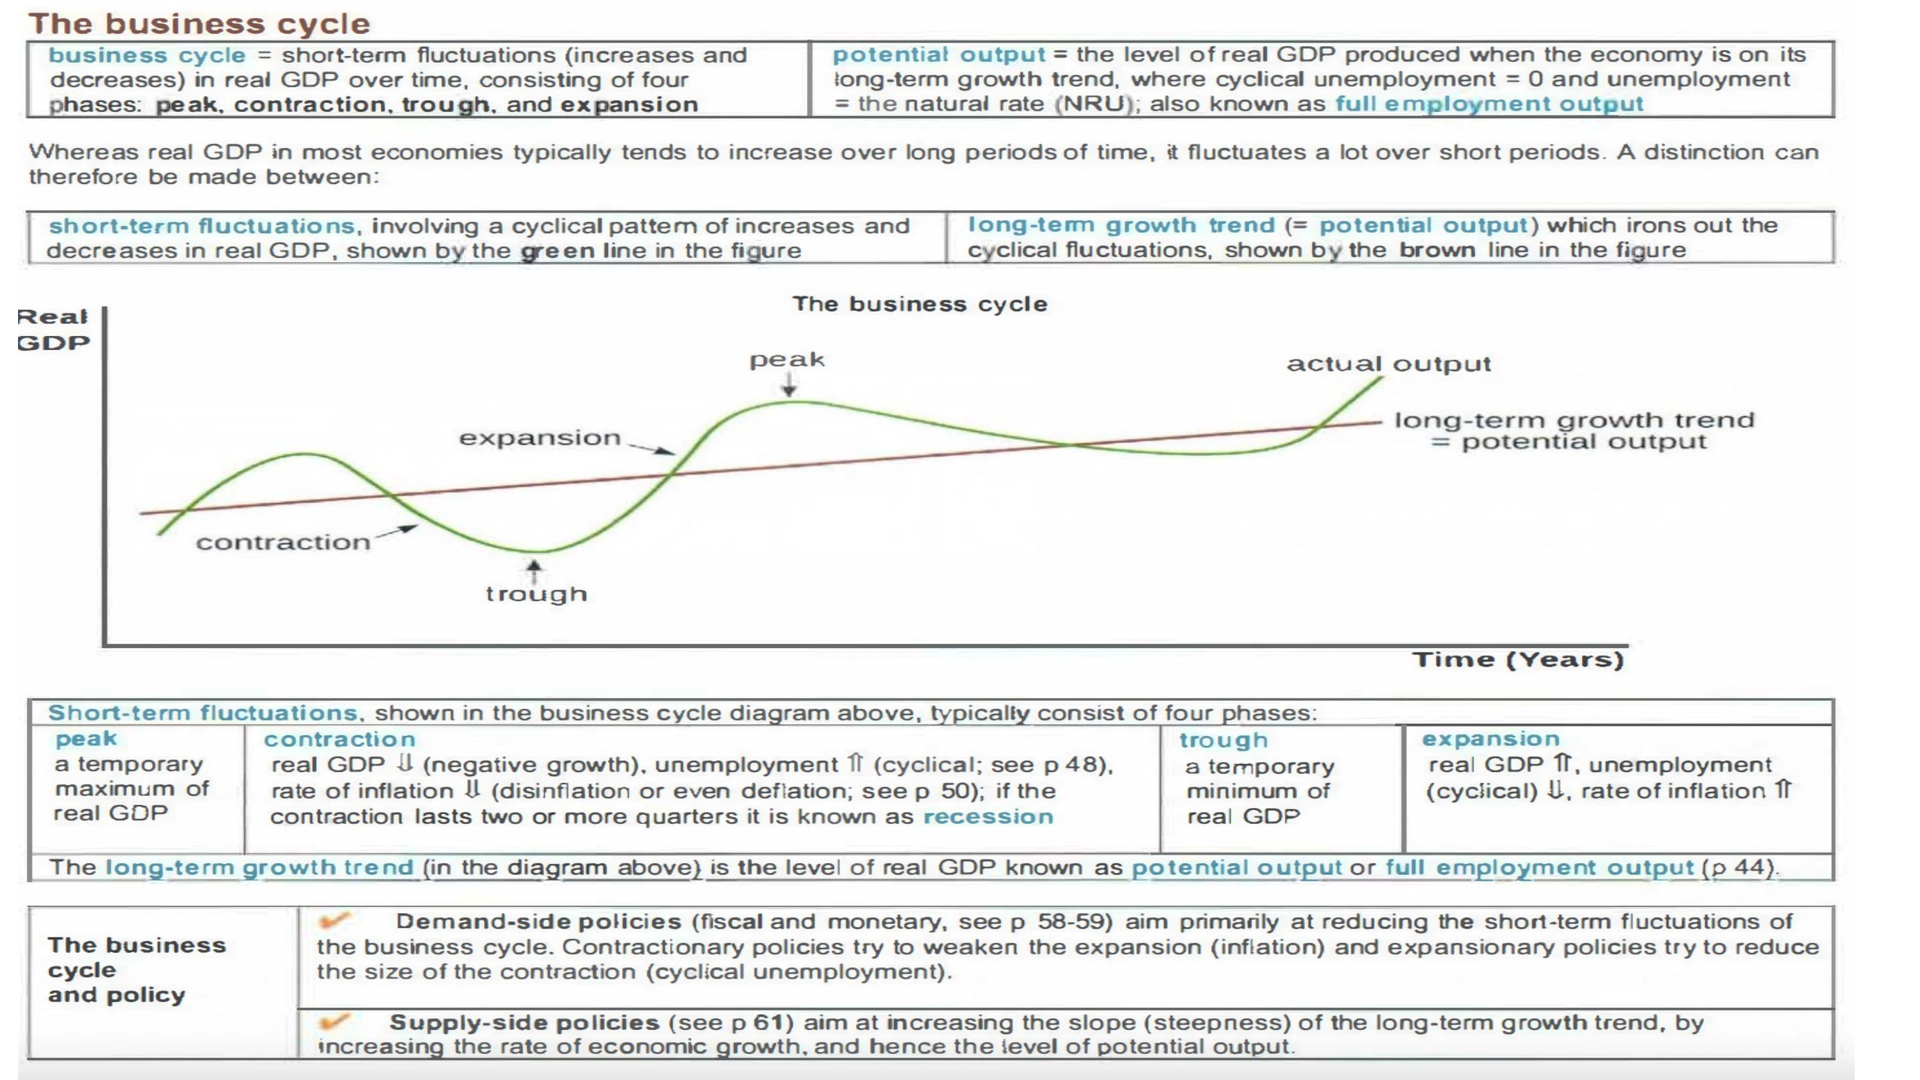 The business cycle
business cycle = short-term fluctuations (increases and
decreases) in real GDP over time, consisting of four
phases: peak, contraction, trough, and expansion
potential output = the level of real GDP produced when the economy is on its
long-term growth trend, where cyclical unemployment = 0 and unemployment
= the natural rate (NRU); also known as full employment output
Whereas real GDP in most economies typically tends to increase over long periods of time, it fluctuates a lot over short periods. A distinction can
therefore be made between:
short-term fluctuations, involving a cyclical pattern of increases and
decreases in real GDP, shown by the green line in the figure
long-term growth trend (= potential output) which irons out the
cyclical fluctuations, shown by the brown line in the figure
The business cycle
Real
GDP
peak
actual output
expansion
long-term growth trend
= potential output
contraction
trough
Time (Years)
Short-term fluctuations, shown in the business cycle diagram above, typically consist of four phases:
peak
a temporary
maximum of
real GDP
contraction
real GDP ⇓ (negative growth), unemployment ⇑ (cyclical; see p 48),
rate of inflation ⇓ (disinflation or even deflation; see p 50); if the
contraction lasts two or more quarters it is known as recession
trough
a temporary
minimum of
real GDP
expansion
real GDP ⇑, unemployment
(cyclical) ⇓, rate of inflation ⇑
The long-term growth trend (in the diagram above) is the level of real GDP known as potential output or full employment output (p 44).
The business
cycle
and policy
✔ Demand-side policies (fiscal and monetary, see p 58-59) aim primarily at reducing the short-term fluctuations of
the business cycle. Contractionary policies try to weaken the expansion (inflation) and expansionary policies try to reduce
the size of the contraction (cyclical unemployment).
✔ Supply-side policies (see p 61) aim at increasing the slope (steepness) of the long-term growth trend, by
increasing the rate of economic growth, and hence the level of potential output.